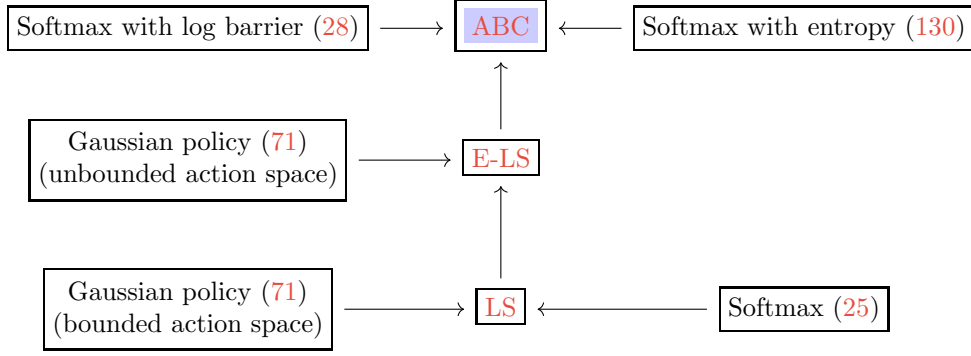 Softmax with log barrier (28)
ABC
Softmax with entropy (130)
Gaussian policy (71)
(unbounded action space)
E-LS
Gaussian policy (71)
(bounded action space)
LS
Softmax (25)